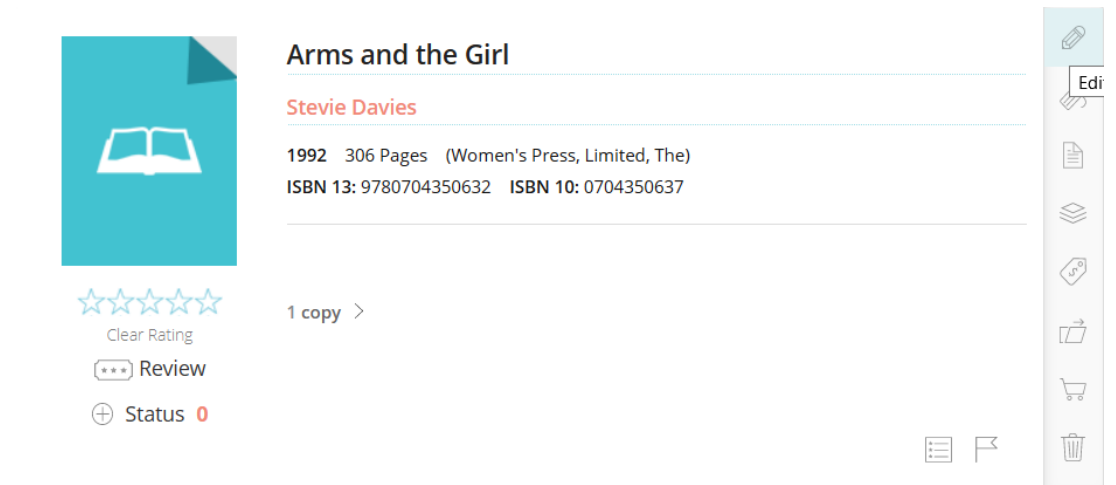 Arms and the Girl
Stevie Davies
1992 306 Pages (Women's Press, Limited, The)
ISBN 13: 9780704350632 ISBN 10: 0704350637
1 copy
Clear Rating
Review
Status 0
Edi